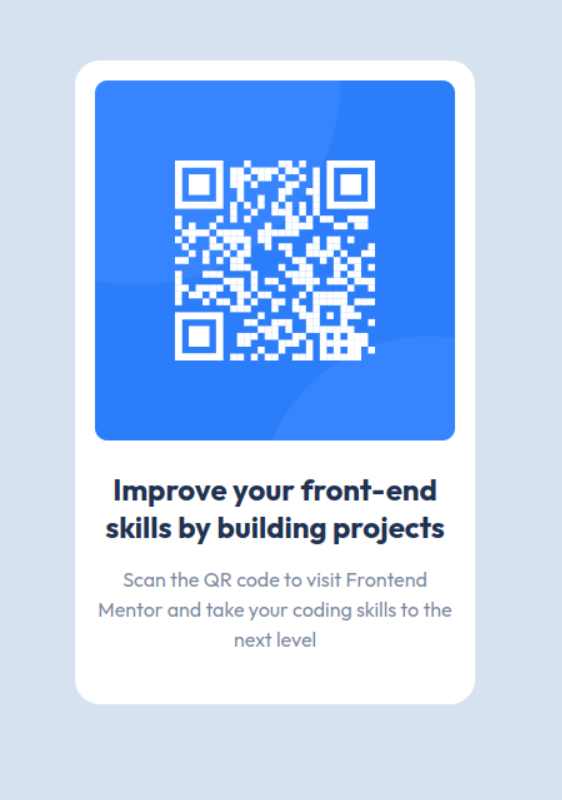 Improve your front-end
skills by building projects
Scan the QR code to visit Frontend
Mentor and take your coding skills to the
next level